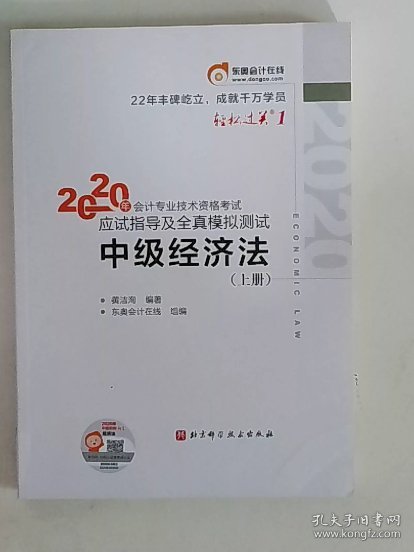 东奥会计在线
www.dongao.com
22年丰碑屹立，成就千万学员
轻松过关®1
2020
2020年会计专业技术资格考试
应试指导及全真模拟测试
中级经济法
（上册）
ECONOMIC LAW
黄洁洵 编著
东奥会计在线 组编
北京科学技术出版社
孔夫子旧书网
www.kongfz.com